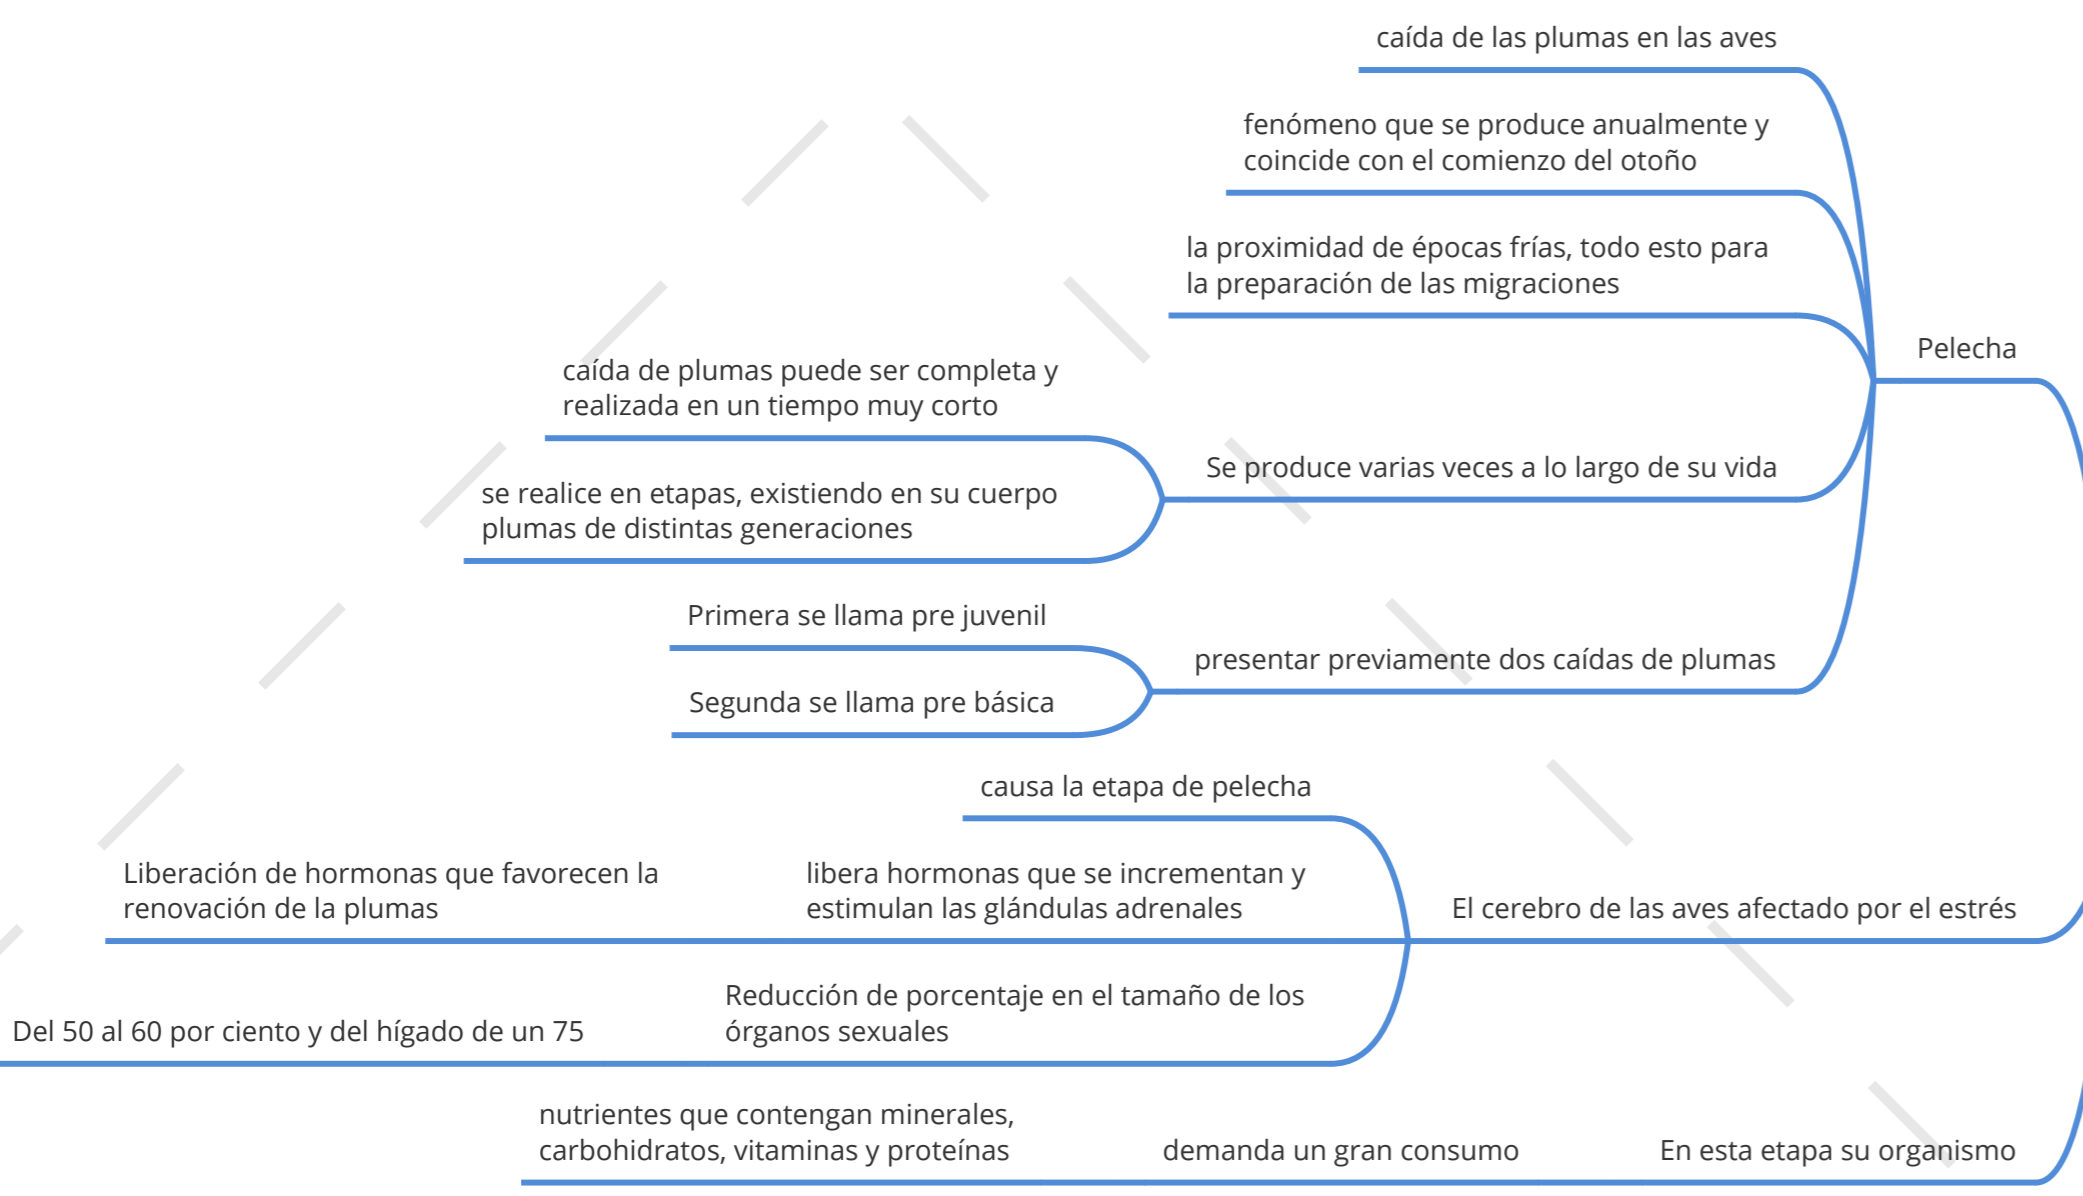 caída de las plumas en las aves
fenómeno que se produce anualmente y
coincide con el comienzo del otoño
la proximidad de épocas frías, todo esto para
la preparación de las migraciones
Pelecha
caída de plumas puede ser completa y
realizada en un tiempo muy corto
Se produce varias veces a lo largo de su vida
se realice en etapas, existiendo en su cuerpo
plumas de distintas generaciones
Primera se llama pre juvenil
presentar previamente dos caídas de plumas
Segunda se llama pre básica
causa la etapa de pelecha
Liberación de hormonas que favorecen la
renovación de la plumas
libera hormonas que se incrementan y
estimulan las glándulas adrenales
El cerebro de las aves afectado por el estrés
Reducción de porcentaje en el tamaño de los
órganos sexuales
Del 50 al 60 por ciento y del hígado de un 75
nutrientes que contengan minerales,
carbohidratos, vitaminas y proteínas
demanda un gran consumo
En esta etapa su organismo